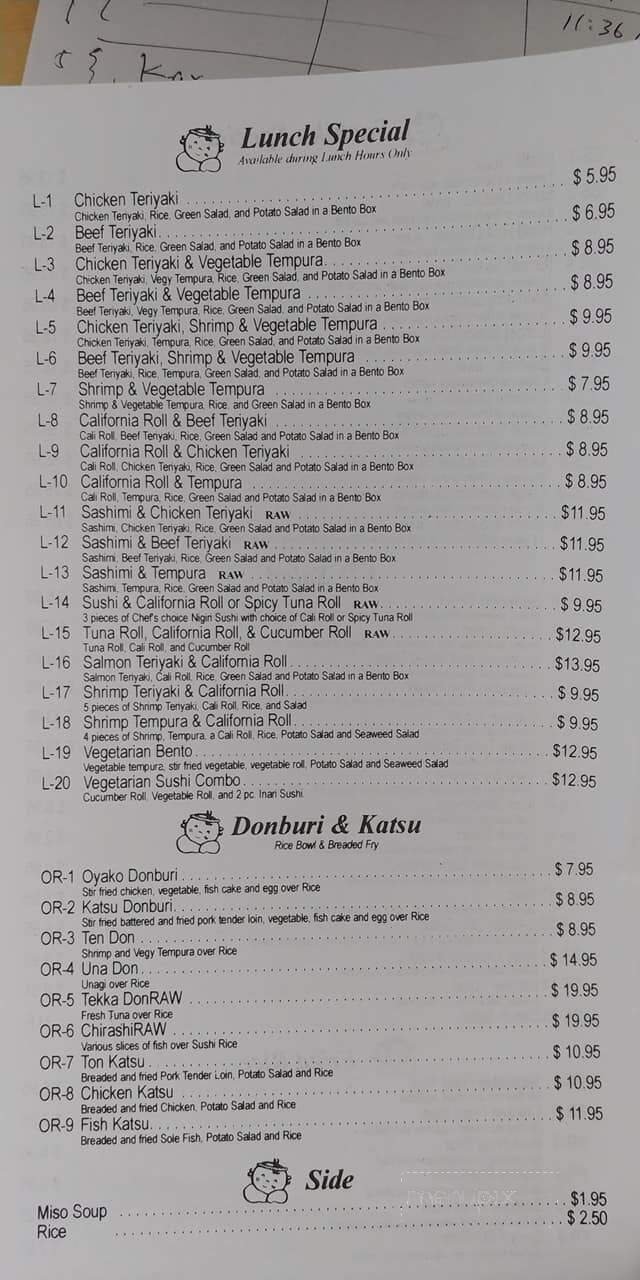 11:36
Lunch Special
Available during Lunch Hours Only
L-1 Chicken Teriyaki $ 5.95
Chicken Teriyaki, Rice, Green Salad, and Potato Salad in a Bento Box
L-2 Beef Teriyaki $ 6.95
Beef Teriyaki, Rice, Green Salad, and Potato Salad in a Bento Box
L-3 Chicken Teriyaki & Vegetable Tempura $ 8.95
Chicken Teriyaki, Vegy Tempura, Rice, Green Salad, and Potato Salad in a Bento Box
L-4 Beef Teriyaki & Vegetable Tempura $ 8.95
Beef Teriyaki, Vegy Tempura, Rice, Green Salad, and Potato Salad in a Bento Box
L-5 Chicken Teriyaki, Shrimp & Vegetable Tempura $ 9.95
Chicken Teriyaki, Tempura, Rice, Green Salad, and Potato Salad in a Bento Box
L-6 Beef Teriyaki, Shrimp & Vegetable Tempura $ 9.95
Beef Teriyaki, Rice, Tempura, Green Salad, and Potato Salad in a Bento Box
L-7 Shrimp & Vegetable Tempura $ 7.95
Shrimp & Vegetable Tempura, Rice, and Green Salad in a Bento Box
L-8 California Roll & Beef Teriyaki $ 8.95
Cali Roll, Beef Teriyaki, Rice, Green Salad and Potato Salad in a Bento Box
L-9 California Roll & Chicken Teriyaki $ 8.95
Cali Roll, Chicken Teriyaki, Rice, Green Salad and Potato Salad in a Bento Box
L-10 California Roll & Tempura $ 8.95
Cali Roll, Tempura, Rice, Green Salad and Potato Salad in a Bento Box
L-11 Sashimi & Chicken Teriyaki RAW $11.95
Sashimi, Chicken Teriyaki, Rice, Green Salad and Potato Salad in a Bento Box
L-12 Sashimi & Beef Teriyaki RAW $11.95
Sashimi, Beef Teriyaki, Rice, Green Salad and Potato Salad in a Bento Box
L-13 Sashimi & Tempura RAW $11.95
Sashimi, Tempura, Rice, Green Salad and Potato Salad in a Bento Box
L-14 Sushi & California Roll or Spicy Tuna Roll RAW $ 9.95
3 pieces of Chef's choice Nigiri Sushi with choice of Cali Roll or Spicy Tuna Roll
L-15 Tuna Roll, California Roll, & Cucumber Roll RAW $12.95
Tuna Roll, Cali Roll, and Cucumber Roll
L-16 Salmon Teriyaki & California Roll $13.95
Salmon Teriyaki, Cali Roll, Rice, Green Salad and Potato Salad in a Bento Box
L-17 Shrimp Teriyaki & California Roll $ 9.95
5 pieces of Shrimp Teriyaki, Cali Roll, Rice, and Salad
L-18 Shrimp Tempura & California Roll $ 9.95
4 pieces of Shrimp, Tempura, a Cali Roll, Rice, Potato Salad and Seaweed Salad
L-19 Vegetarian Bento $12.95
Vegetable tempura, stir fried vegetable, vegetable roll, Potato Salad and Seaweed Salad
L-20 Vegetarian Sushi Combo $12.95
Cucumber Roll, Vegetable Roll, and 2 pc. Inari Sushi
Donburi & Katsu
Rice Bowl & Breaded Fry
OR-1 Oyako Donburi $ 7.95
Stir fried chicken, vegetable, fish cake and egg over Rice
OR-2 Katsu Donburi $ 8.95
Stir fried battered and fried pork tender loin, vegetable, fish cake and egg over Rice
OR-3 Ten Don $ 8.95
Shrimp and Vegy Tempura over Rice
OR-4 Una Don $ 14.95
Unagi over Rice
OR-5 Tekka DonRAW $ 19.95
Fresh Tuna over Rice
OR-6 ChirashiRAW $ 19.95
Various slices of fish over Sushi Rice
OR-7 Ton Katsu $ 10.95
Breaded and fried Pork Tender Loin, Potato Salad and Rice
OR-8 Chicken Katsu $ 10.95
Breaded and fried Chicken, Potato Salad and Rice
OR-9 Fish Katsu $ 11.95
Breaded and fried Sole Fish, Potato Salad and Rice
Side
Miso Soup $1.95
Rice $ 2.50